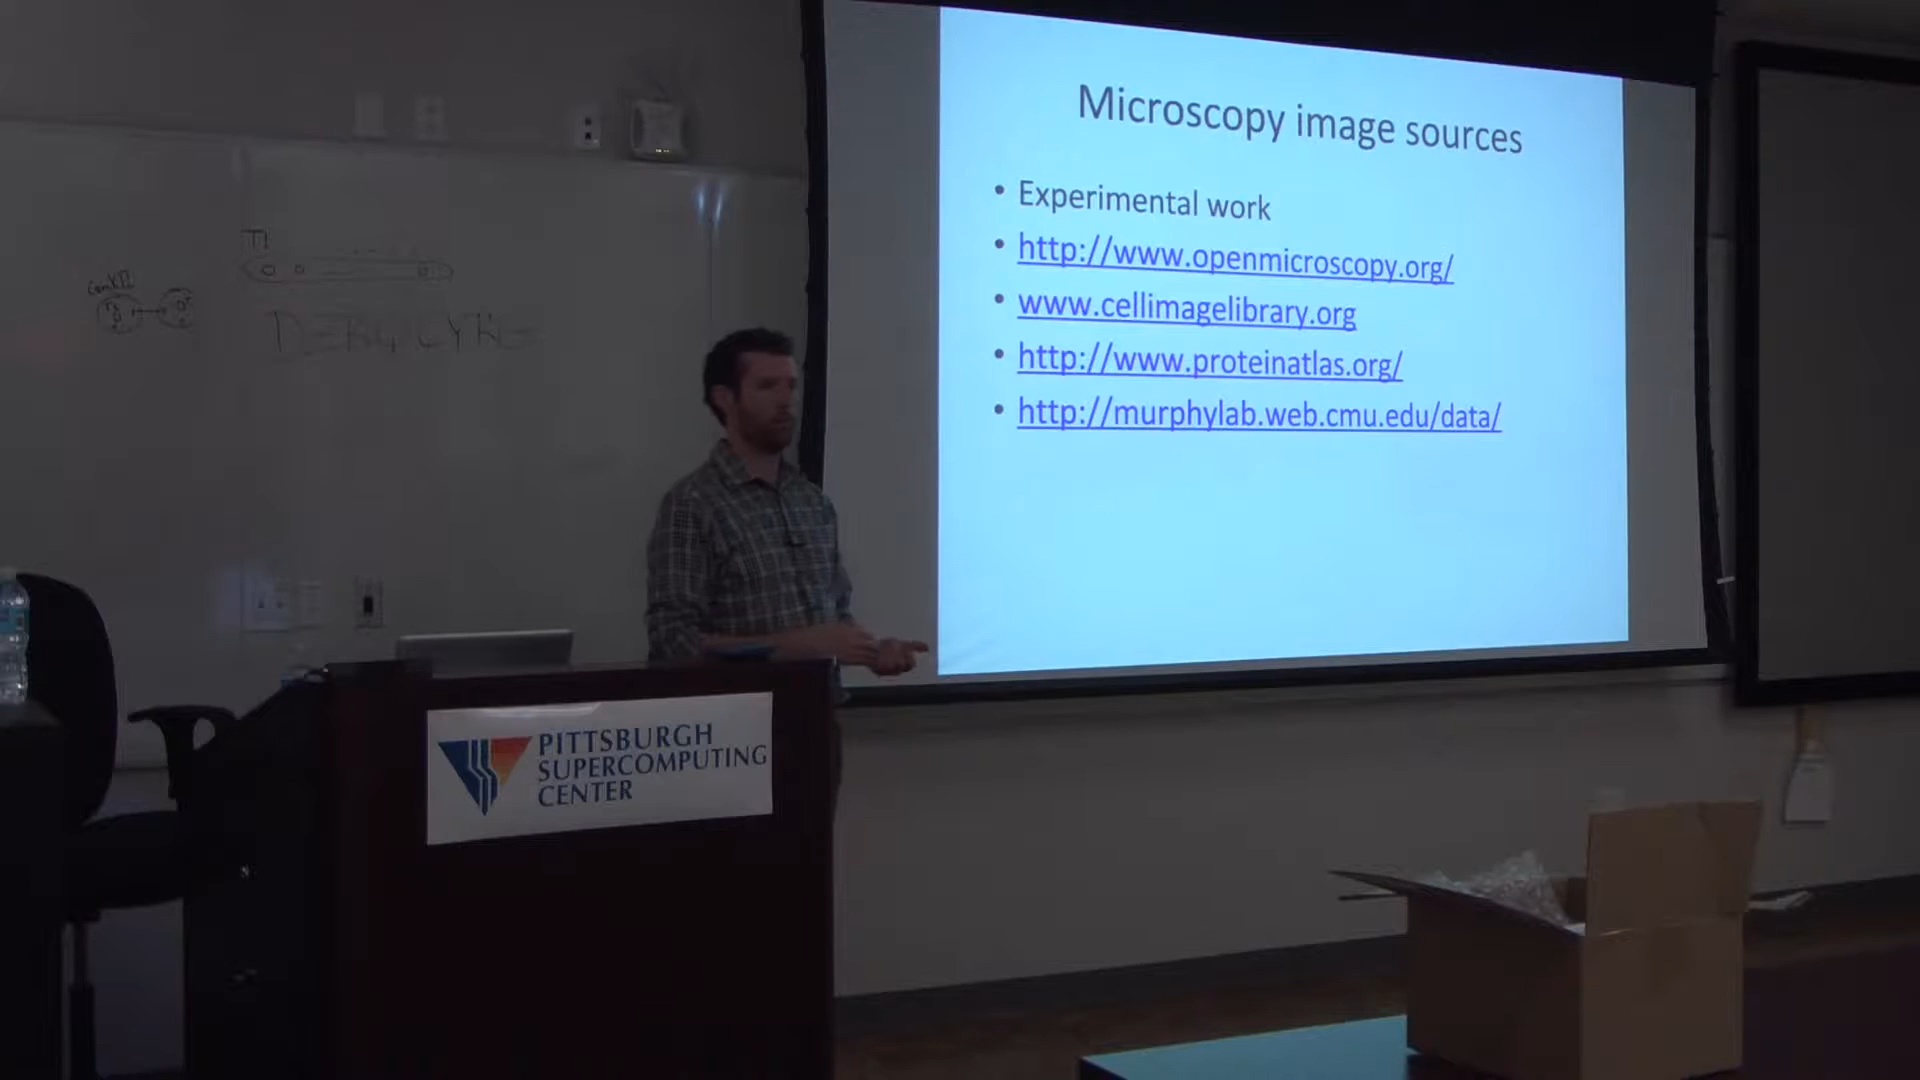 Microscopy image sources
• Experimental work
• http://www.openmicroscopy.org/
• www.cellimagelibrary.org
• http://www.proteinatlas.org/
• http://murphylab.web.cmu.edu/data/
PITTSBURGH
SUPERCOMPUTING
CENTER